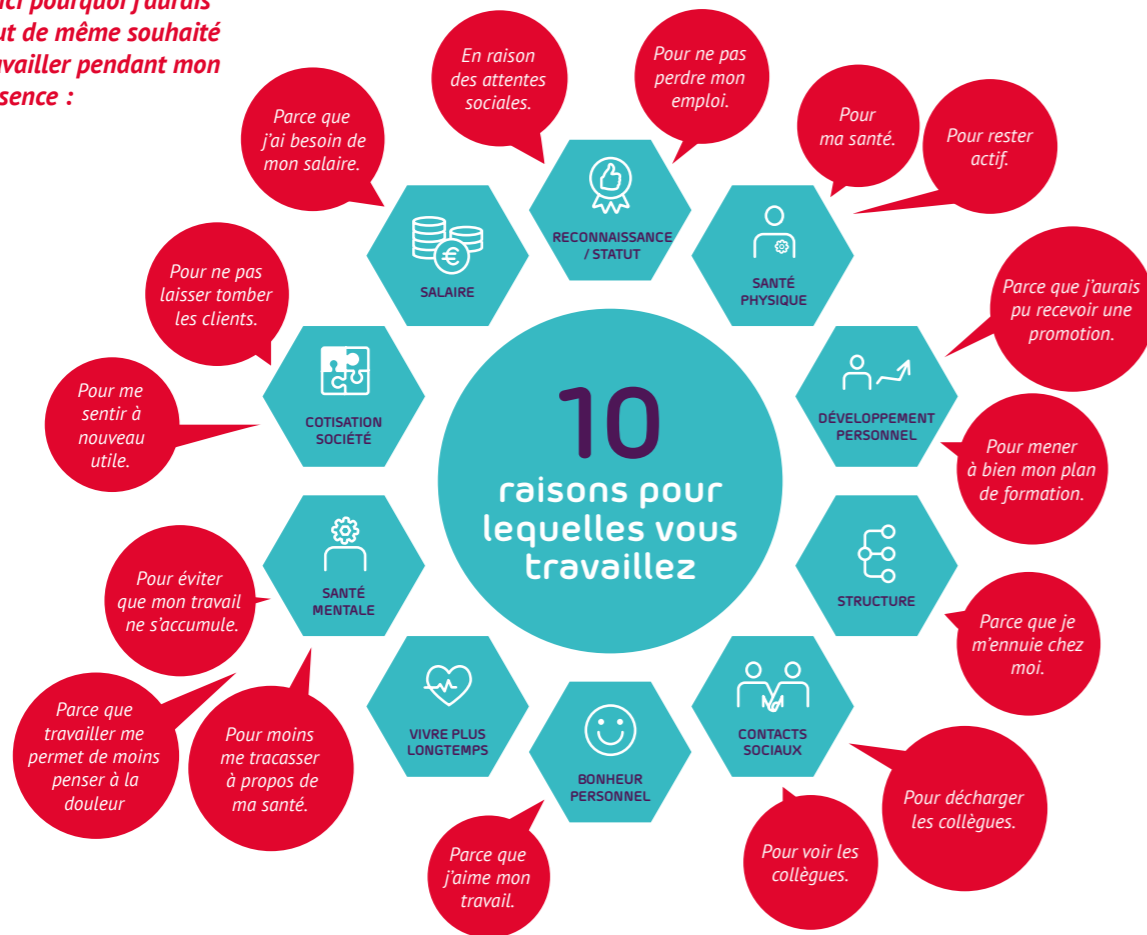 ici pourquoi j'aurais
ut de même souhaité
availler pendant mon
sence :
En raison
des attentes
sociales.
Pour ne pas
perdre mon
emploi.
Parce que
j'ai besoin de
mon salaire.
Pour
ma santé.
Pour rester
actif.
RECONNAISSANCE
/ STATUT
€
SALAIRE
SANTÉ
PHYSIQUE
Pour ne pas
laisser tomber
les clients.
Parce que j'aurais
pu recevoir une
promotion.
Pour me
sentir à
nouveau
utile.
COTISATION
SOCIÉTÉ
10
raisons pour
lequelles vous
travaillez
DÉVELOPPEMENT
PERSONNEL
Pour mener
à bien mon plan
de formation.
Pour éviter
que mon travail
ne s'accumule.
SANTÉ
MENTALE
STRUCTURE
Parce que je
m'ennuie chez
moi.
Parce que
travailler me
permet de moins
penser à la
douleur
Pour moins
me tracasser
à propos de
ma santé.
VIVRE PLUS
LONGTEMPS
BONHEUR
PERSONNEL
CONTACTS
SOCIAUX
Pour décharger
les collègues.
Parce que
j'aime mon
travail.
Pour voir les
collègues.